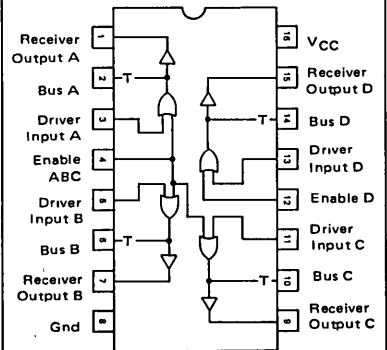 1
Receiver
Output A
2
Bus A
T
3
Driver
Input A
4
Enable
ABC
5
Driver
Input B
6
Bus B
T
7
Receiver
Output B
8
Gnd
16
VCC
15
Receiver
Output D
14
Bus D
T
13
Driver
Input D
12
Enable D
11
Driver
Input C
10
Bus C
T
9
Receiver
Output C